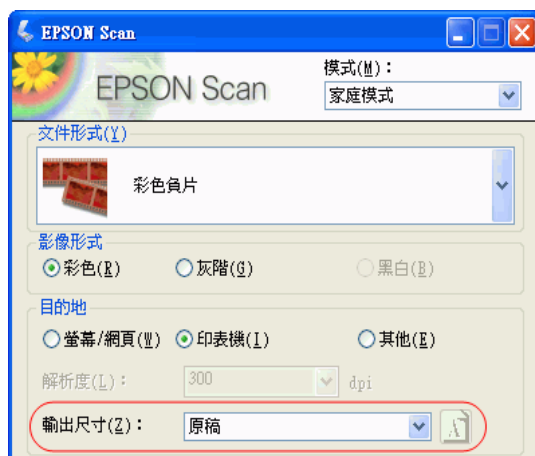 EPSON Scan
EPSON Scan
模式(M)：
家庭模式
文件形式(Y)
彩色負片
影像形式
彩色(R) 灰階(G) 黑白(B)
目的地
螢幕/網頁(W) 印表機(I) 其他(E)
解析度(L)： 300 dpi
輸出尺寸(Z)： 原稿 A